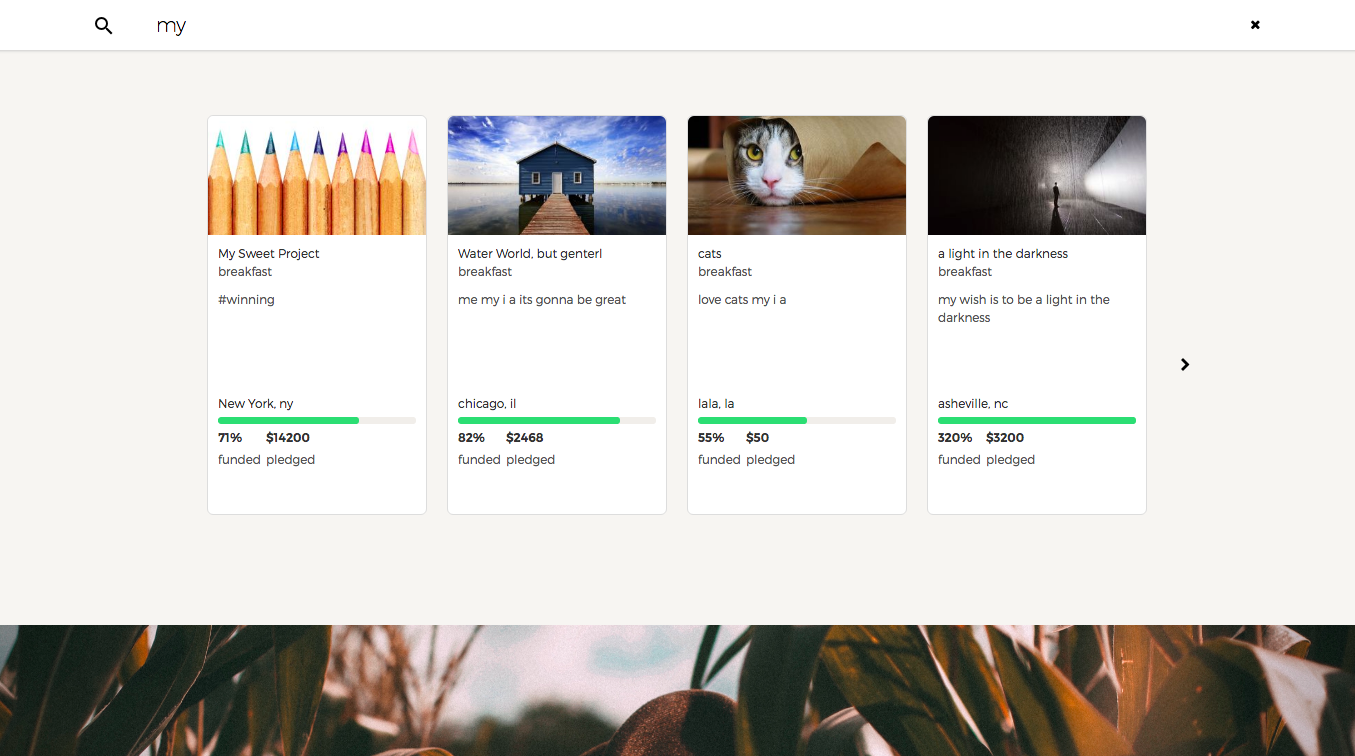 my
My Sweet Project
breakfast
#winning
New York, ny
71% $14200
funded pledged
Water World, but genterl
breakfast
me my i a its gonna be great
chicago, il
82% $2468
funded pledged
cats
breakfast
love cats my i a
lala, la
55% $50
funded pledged
a light in the darkness
breakfast
my wish is to be a light in the
darkness
asheville, nc
320% $3200
funded pledged